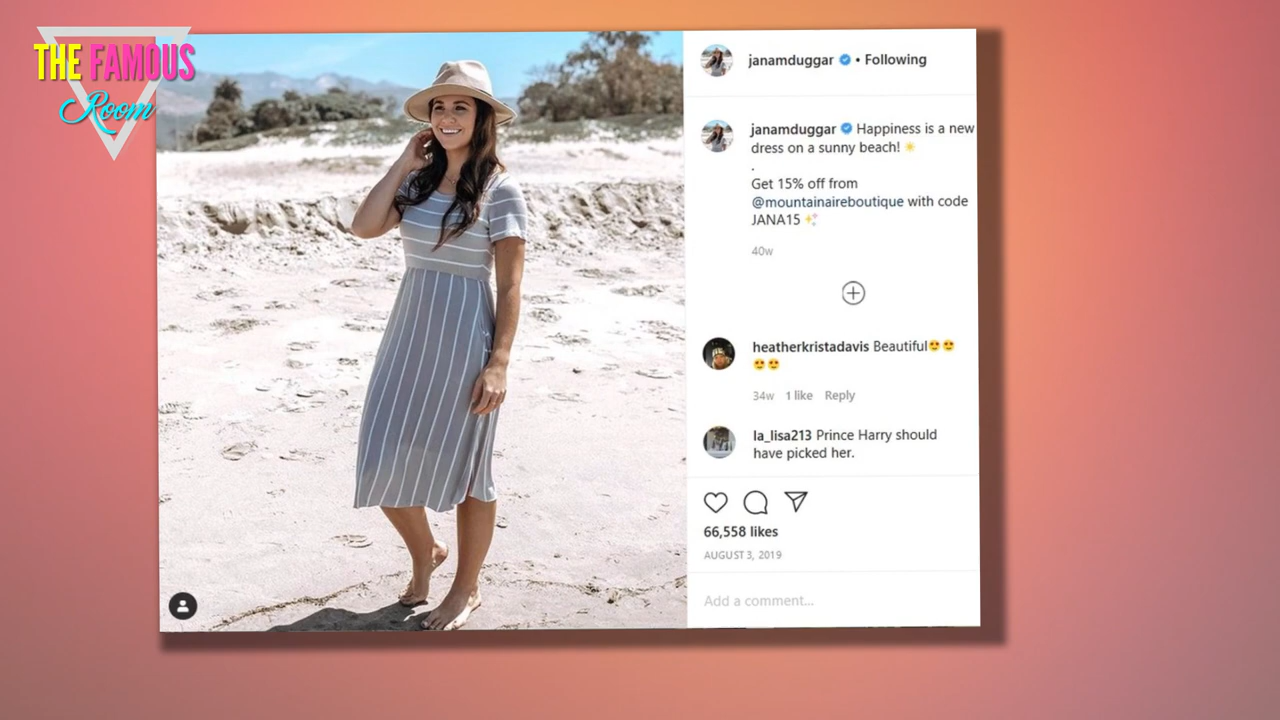 THE FAMOUS
Room
janamduggar • Following
janamduggar Happiness is a new
dress on a sunny beach! ☀️
.
Get 15% off from
@mountainaireboutique with code
JANA15 ✨
40w
heatherkristadavis Beautiful😍😍
😍😍
34w 1 like Reply
la_lisa213 Prince Harry should
have picked her.
66,558 likes
AUGUST 3, 2019
Add a comment...